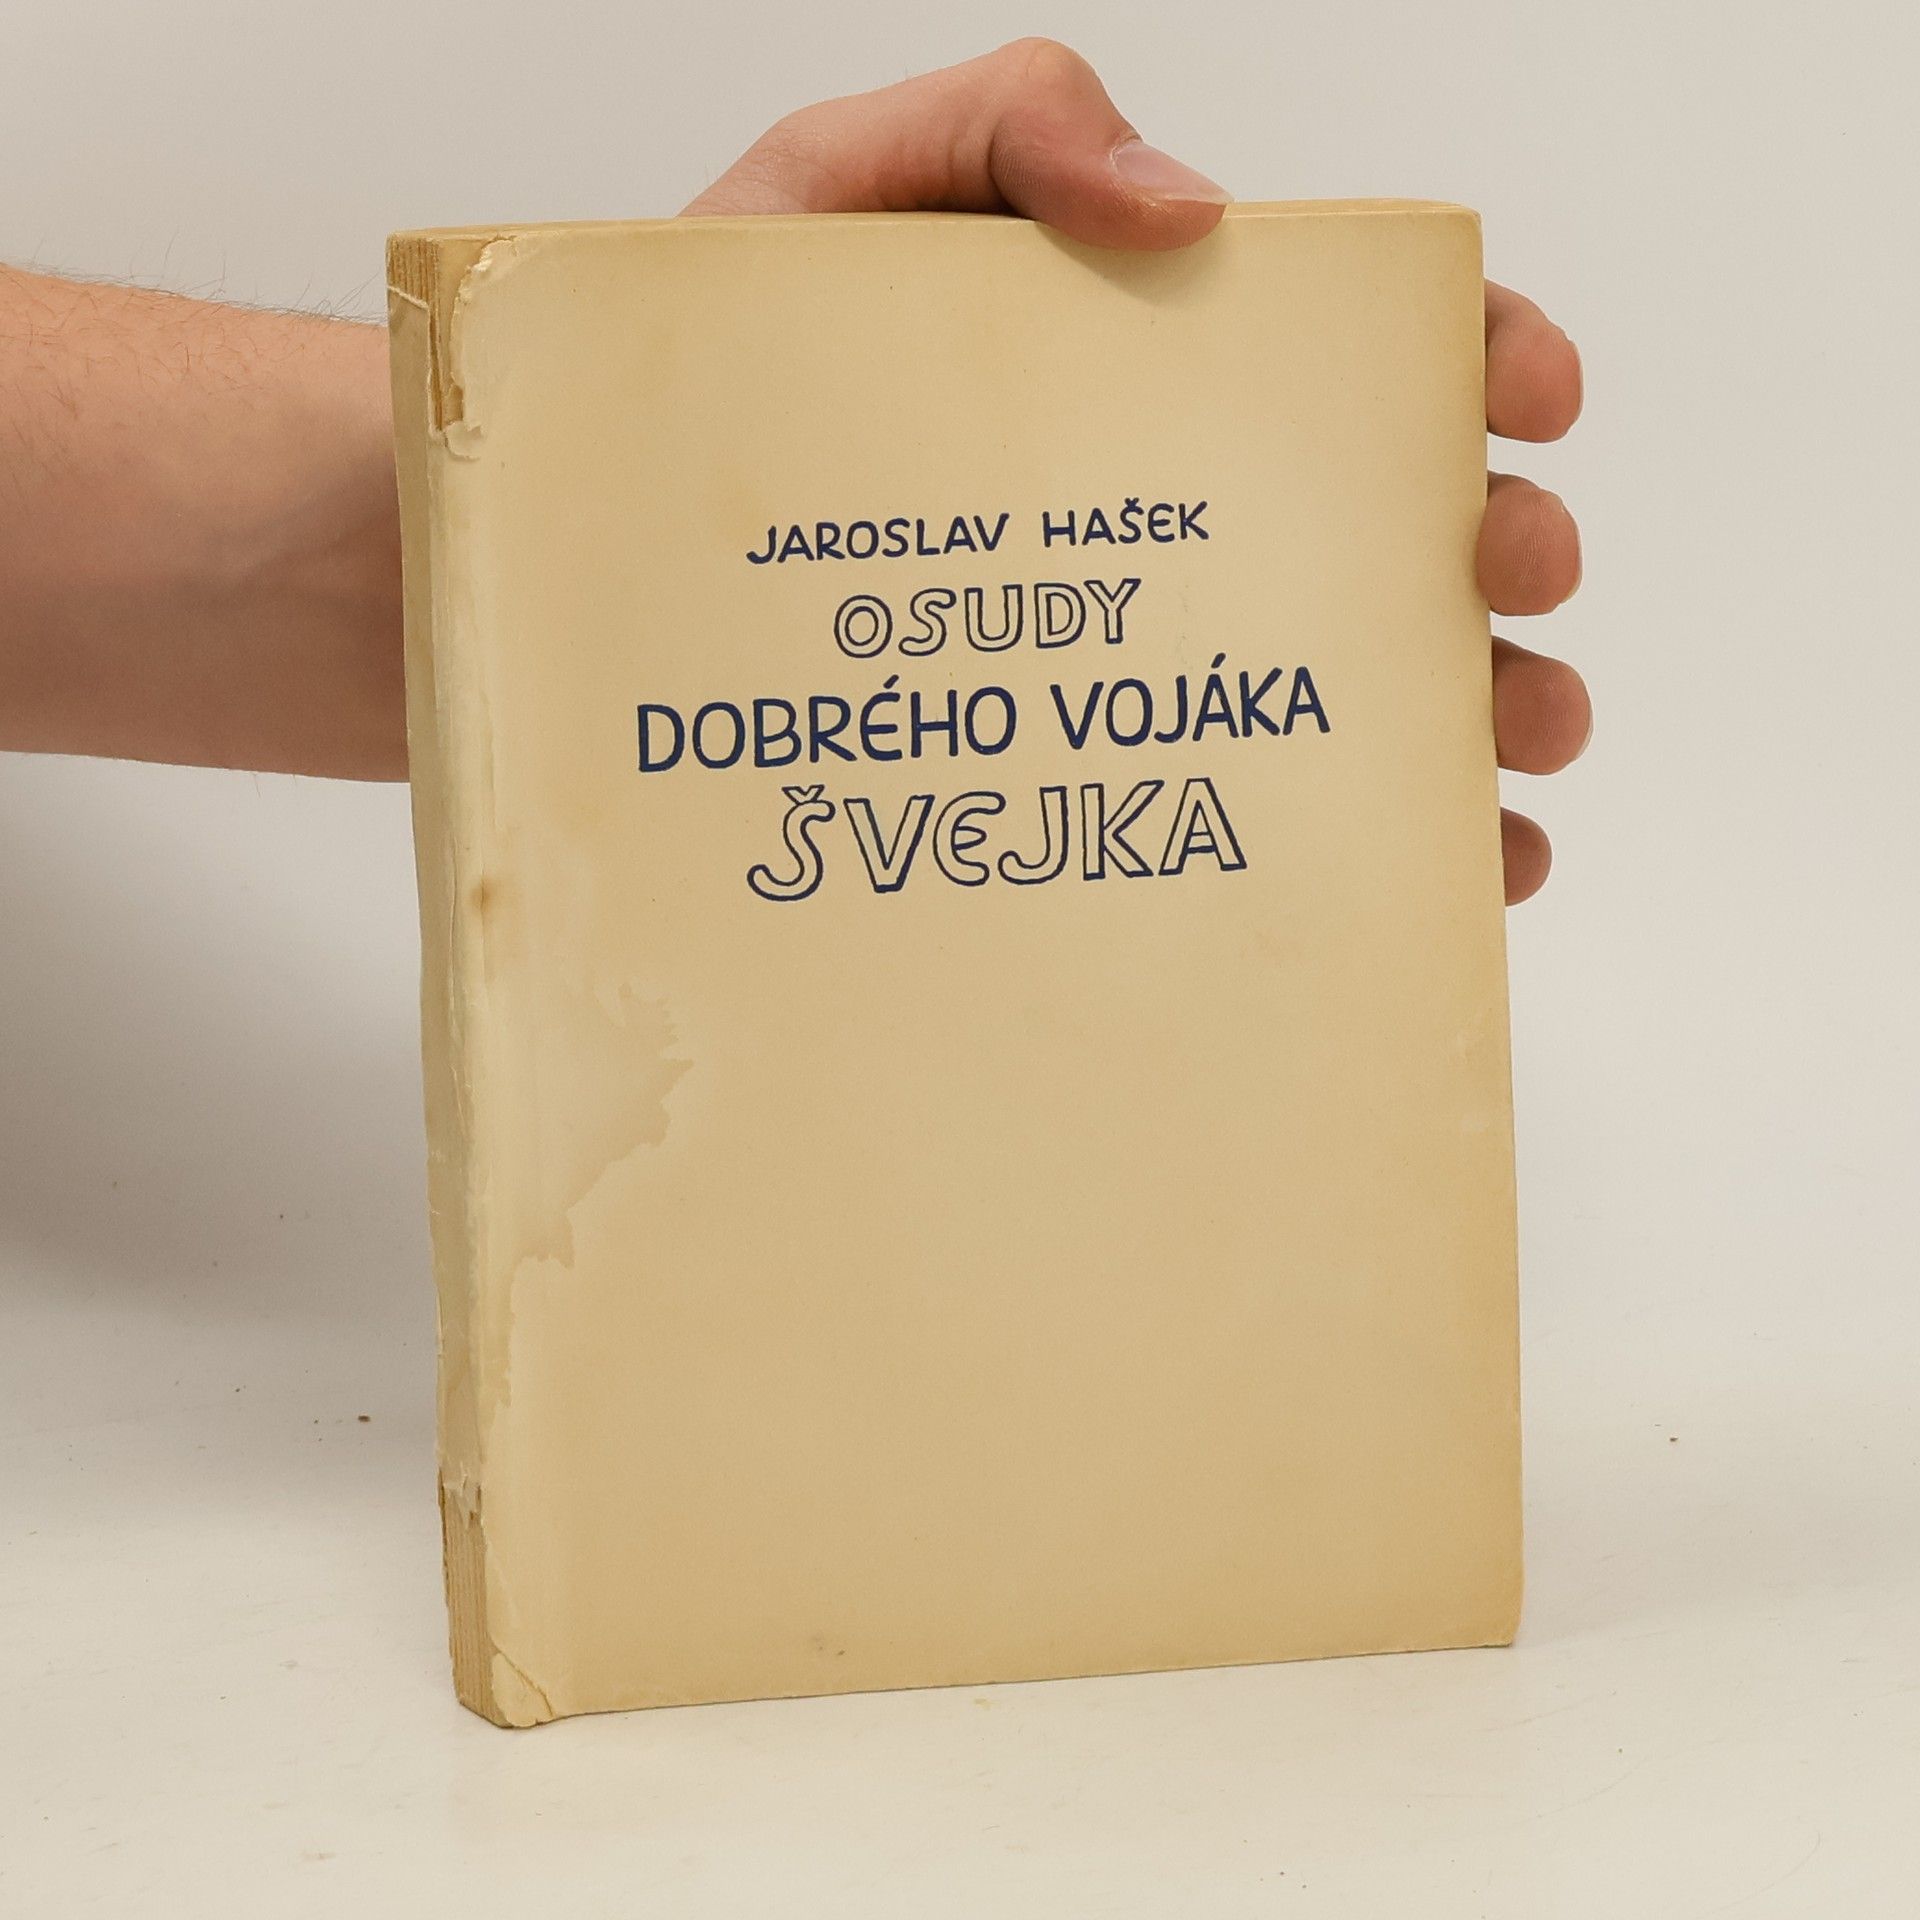 JAROSLAV HAŠEK
OSUDY
DOBRÉHO VOJÁKA
ŠVEJKA